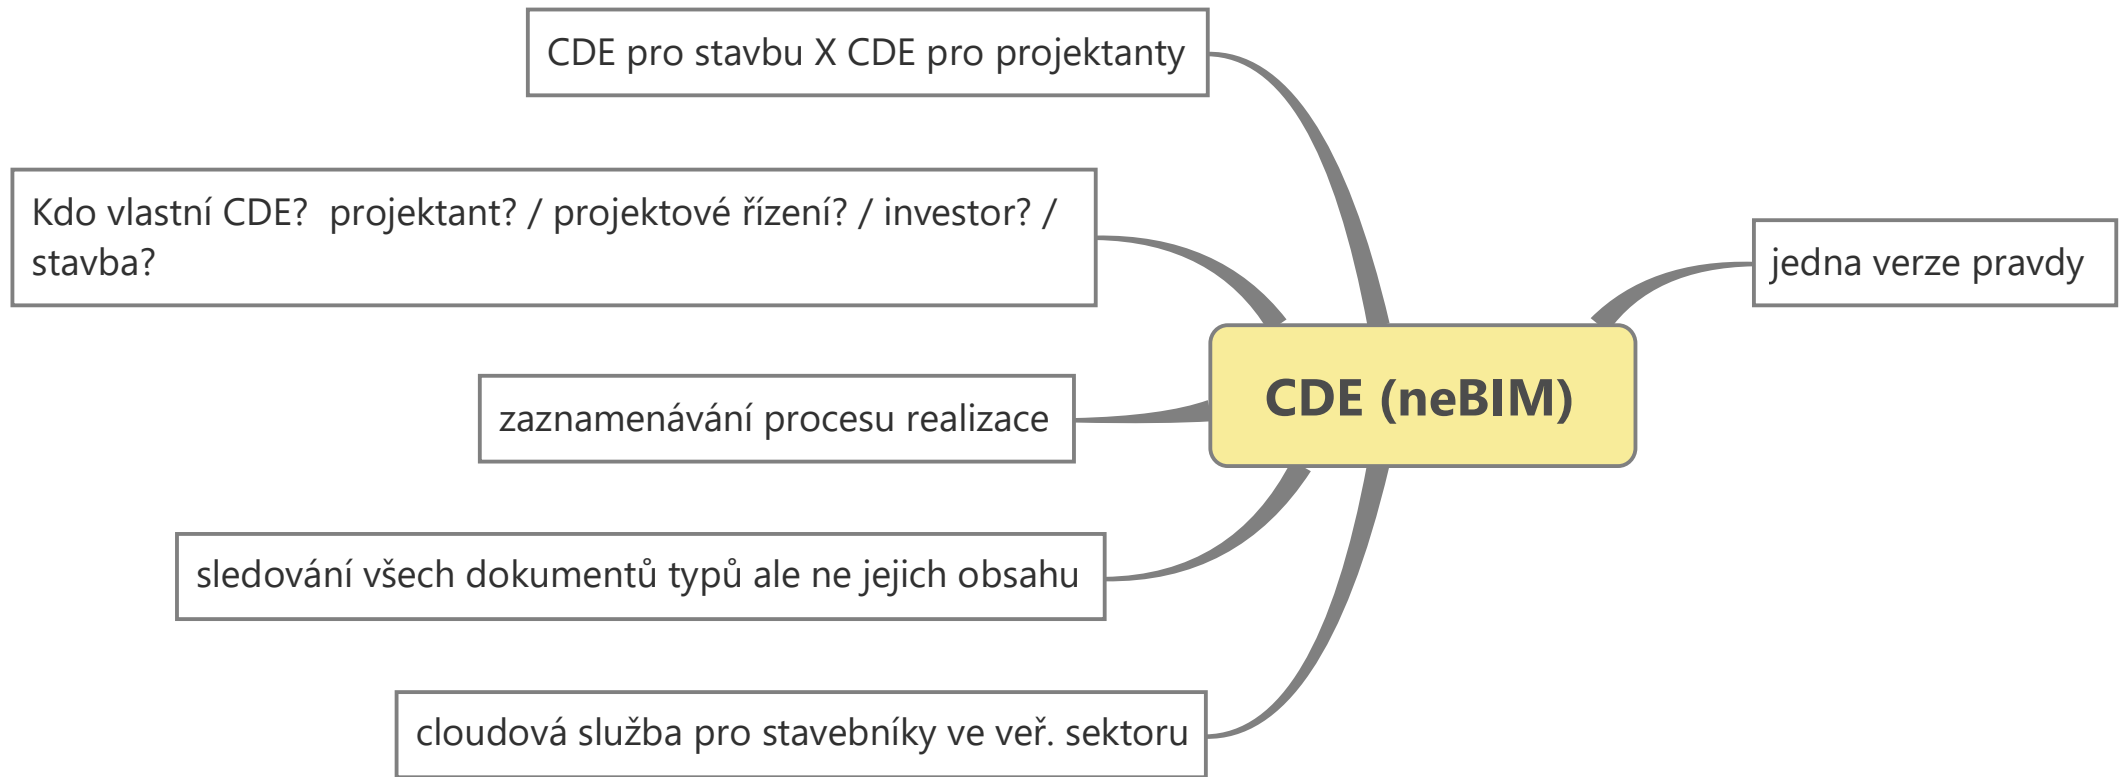 CDE pro stavbu X CDE pro projektanty
Kdo vlastní CDE?  projektant? / projektové řízení? / investor? /
stavba?
jedna verze pravdy
CDE (neBIM)
zaznamenávání procesu realizace
sledování všech dokumentů typů ale ne jejich obsahu
cloudová služba pro stavebníky ve veř. sektoru